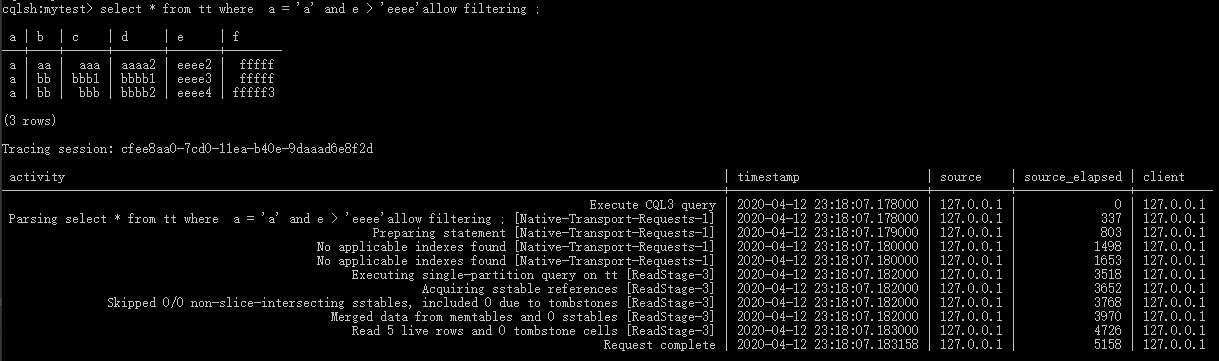 cqlsh:mytest> select * from tt where  a = 'a' and e > 'eeee'allow filtering ;
a | b | c | d | e | f
a | aa | aaa | aaaa2 | eeee2 | fffff
a | bb | bbb1 | bbbb1 | eeee3 | fffff
a | bb | bbb | bbbb2 | eeee4 | fffff3
(3 rows)
Tracing session: cfee8aa0-7cd0-11ea-b40e-9daaad6e8f2d
activity | timestamp | source | source_elapsed | client
Execute CQL3 query | 2020-04-12 23:18:07.178000 | 127.0.0.1 | 0 | 127.0.0.1
Parsing select * from tt where  a = 'a' and e > 'eeee'allow filtering ; [Native-Transport-Requests-1] | 2020-04-12 23:18:07.178000 | 127.0.0.1 | 337 | 127.0.0.1
Preparing statement [Native-Transport-Requests-1] | 2020-04-12 23:18:07.179000 | 127.0.0.1 | 803 | 127.0.0.1
No applicable indexes found [Native-Transport-Requests-1] | 2020-04-12 23:18:07.180000 | 127.0.0.1 | 1498 | 127.0.0.1
No applicable indexes found [Native-Transport-Requests-1] | 2020-04-12 23:18:07.180000 | 127.0.0.1 | 1653 | 127.0.0.1
Executing single-partition query on tt [ReadStage-3] | 2020-04-12 23:18:07.182000 | 127.0.0.1 | 3518 | 127.0.0.1
Acquiring sstable references [ReadStage-3] | 2020-04-12 23:18:07.182000 | 127.0.0.1 | 3652 | 127.0.0.1
Skipped 0/0 non-slice-intersecting sstables, included 0 due to tombstones [ReadStage-3] | 2020-04-12 23:18:07.182000 | 127.0.0.1 | 3768 | 127.0.0.1
Merged data from memtables and 0 sstables [ReadStage-3] | 2020-04-12 23:18:07.182000 | 127.0.0.1 | 3970 | 127.0.0.1
Read 5 live rows and 0 tombstone cells [ReadStage-3] | 2020-04-12 23:18:07.183000 | 127.0.0.1 | 4726 | 127.0.0.1
Request complete | 2020-04-12 23:18:07.183158 | 127.0.0.1 | 5158 | 127.0.0.1